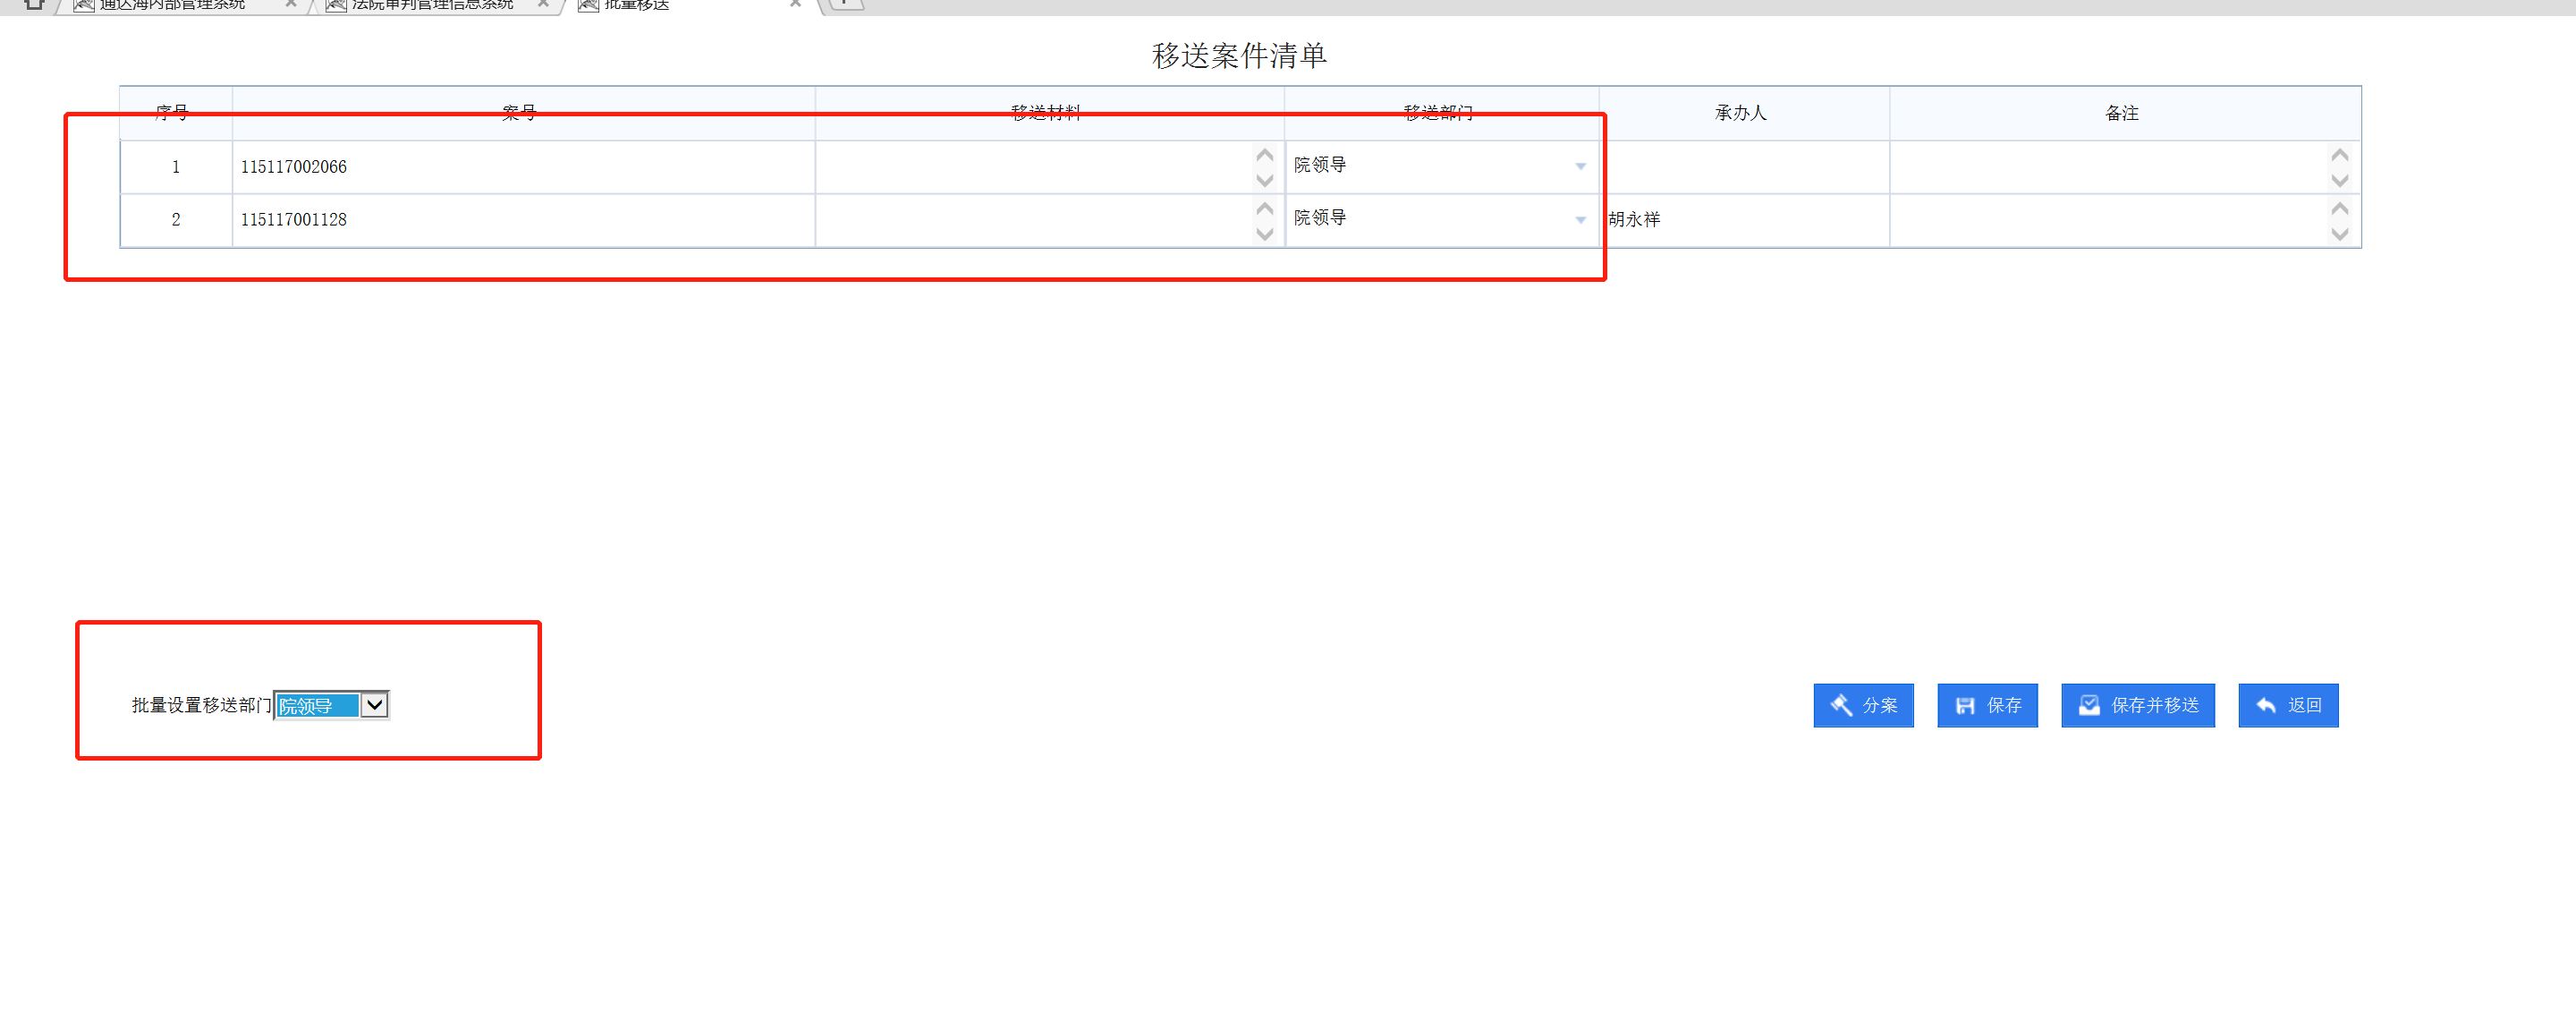 通达海内部管理系统 法院审判管理信息系统 批量移送
移送案件清单
序号 案号 移送材料 移送部门 承办人 备注
1 115117002066 院领导
2 115117001128 院领导 胡永祥
批量设置移送部门 院领导 分案 保存 保存并移送 返回